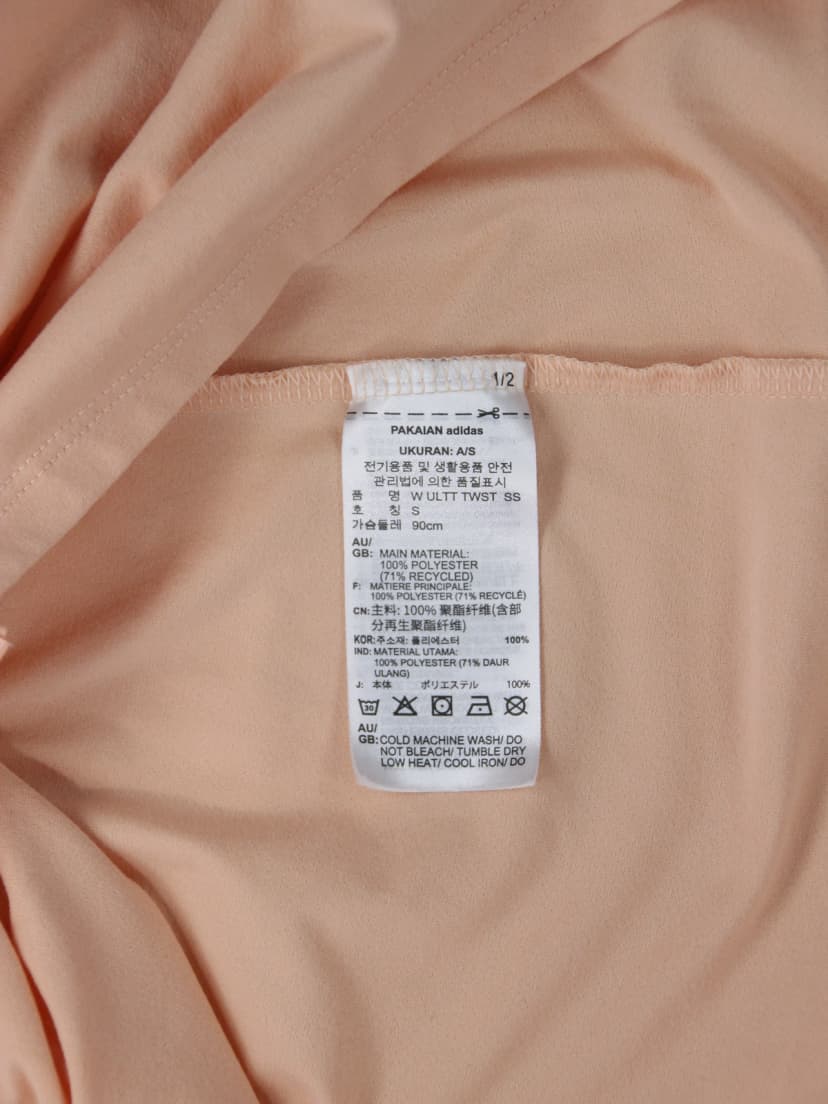 1/2
PAKAIAN adidas
UKURAN: A/S
전기용품 및 생활용품 안전
관리법에 의한 품질표시
품 명 W ULTT TWST SS
호 칭 S
가슴둘레 90cm
AU/
GB: MAIN MATERIAL:
100% POLYESTER
(71% RECYCLED)
F: MATIERE PRINCIPALE:
100% POLYESTER (71% RECYCLÉ)
CN: 主料: 100% 聚酯纤维(含部
分再生聚酯纤维)
KOR: 주소재: 폴리에스터 100%
IND: MATERIAL UTAMA:
100% POLYESTER (71% DAUR
ULANG)
J: 本体 ポリエステル 100%
30
AU/
GB: COLD MACHINE WASH/ DO
NOT BLEACH/ TUMBLE DRY
LOW HEAT/ COOL IRON/ DO